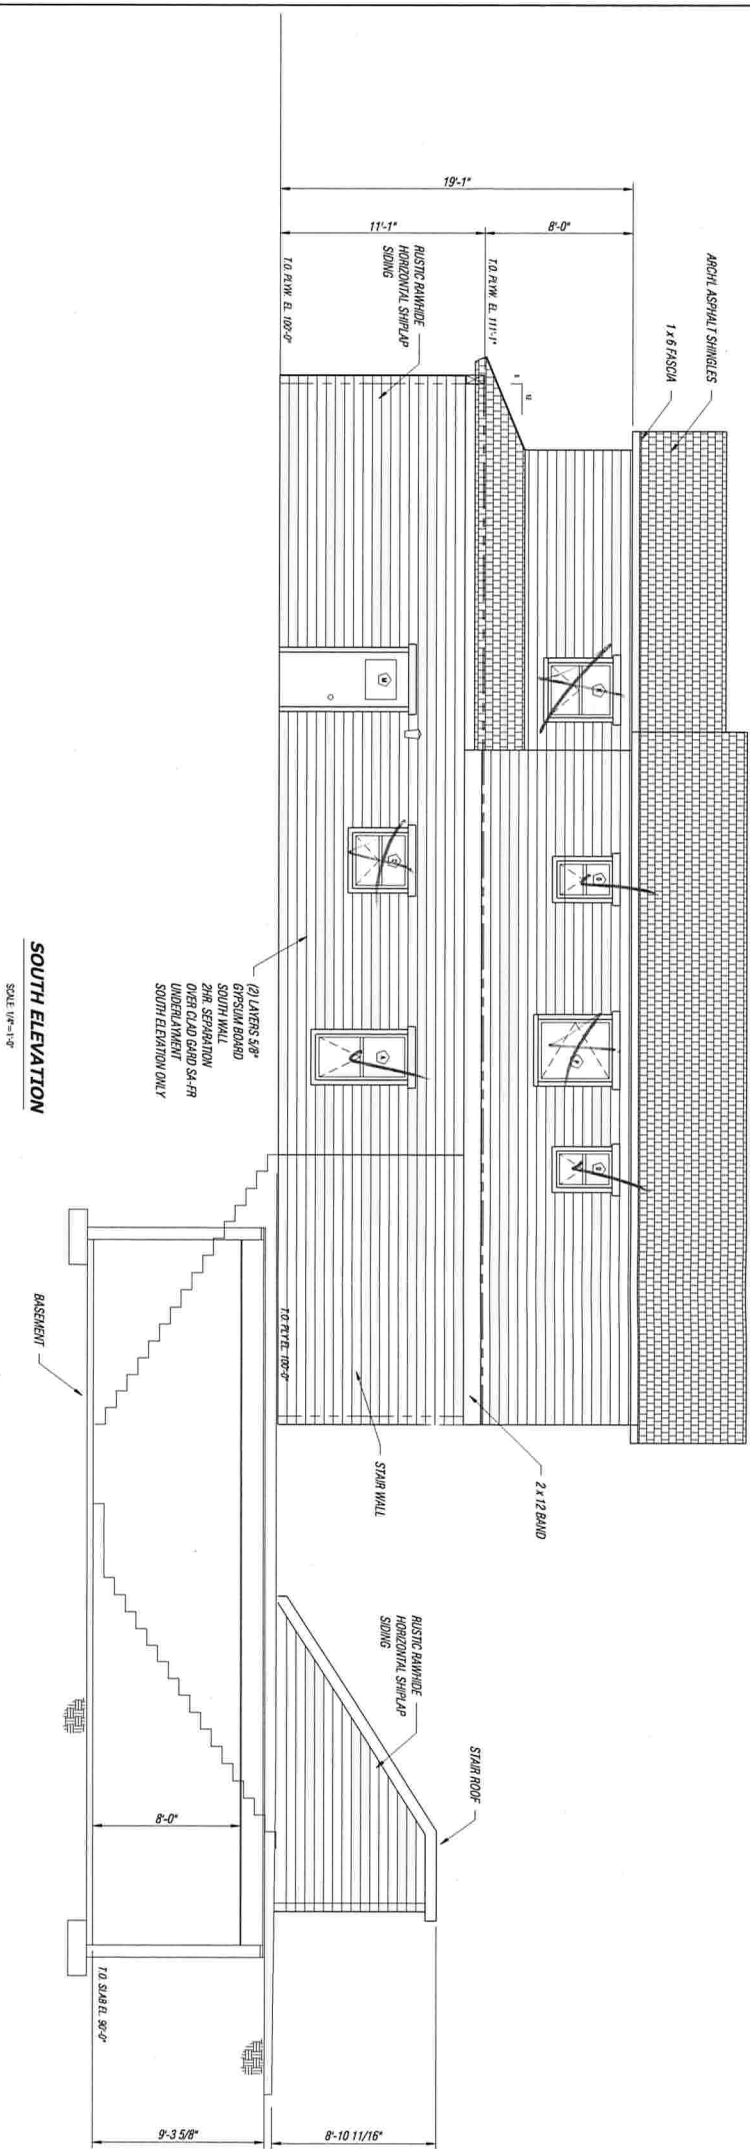 ARCH'L ASPHALT SHINGLES
1 x 6 FASCIA
19'-1"
8'-0"
11'-1"
T.O. PLYW. EL. 111'-1"
12
RUSTIC RAWHIDE
HORIZONTAL SHIPLAP
SIDING
T.O. PLYW. EL. 100'-0"
M
2 x 12 BAND
STAIR WALL
T.O. PLY EL. 100'-0"
(2) LAYERS 5/8"
GYPSUM BOARD
SOUTH WALL
2HR. SEPARATION
OVER CLAD GARD SA-FR
UNDERLAYMENT
SOUTH ELEVATION ONLY
STAIR ROOF
RUSTIC RAWHIDE
HORIZONTAL SHIPLAP
SIDING
8'-10 11/16"
8'-0"
9'-3 5/8"
T.O. SLAB EL. 90'-0"
BASEMENT
SOUTH ELEVATION
SCALE: 1/4"=1'-0"